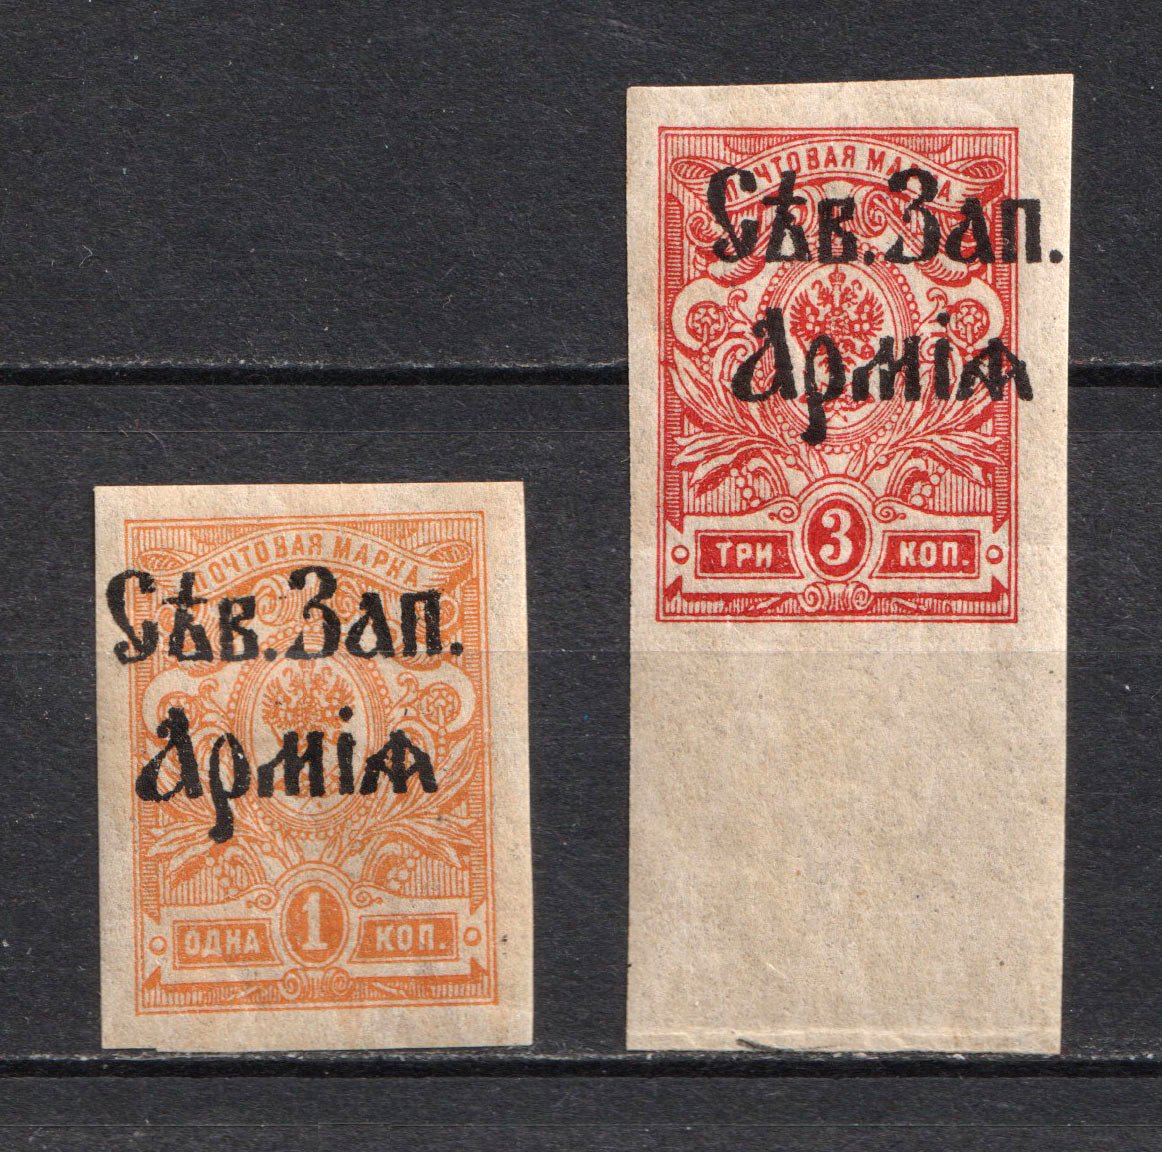 ПОЧТОВАЯ МАРКА
Сѣв. Зап.
Армія
ОДНА 1 КОП.
ПОЧТОВАЯ МАРКА
Сѣв. Зап.
Армія
ТРИ 3 КОП.